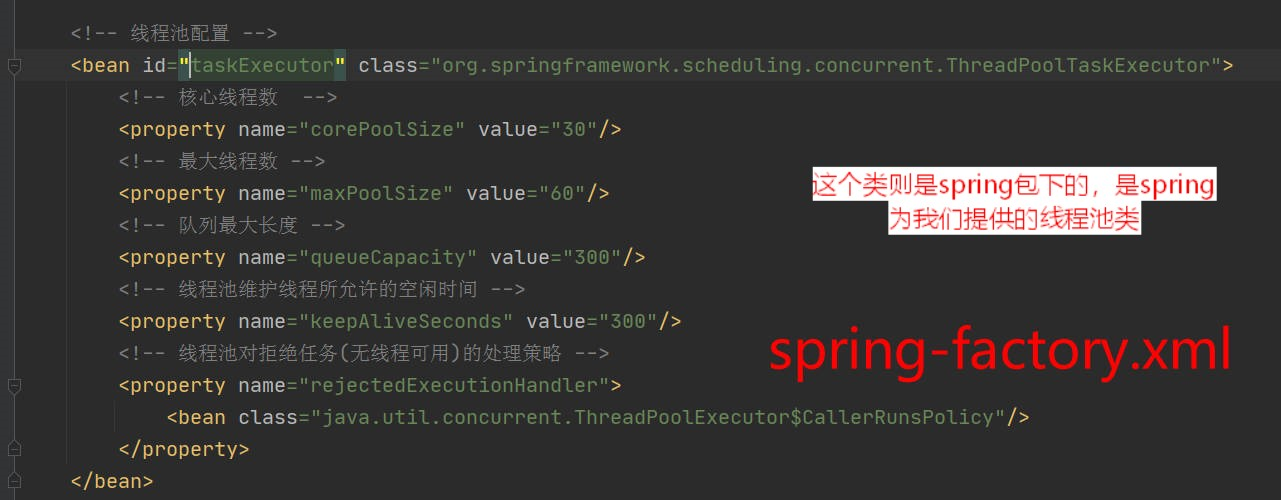 <!-- 线程池配置 -->
<bean id="taskExecutor" class="org.springframework.scheduling.concurrent.ThreadPoolTaskExecutor">
<!-- 核心线程数  -->
<property name="corePoolSize" value="30"/>
<!-- 最大线程数 -->
<property name="maxPoolSize" value="60"/>
<!-- 队列最大长度 -->
<property name="queueCapacity" value="300"/>
<!-- 线程池维护线程所允许的空闲时间 -->
<property name="keepAliveSeconds" value="300"/>
<!-- 线程池对拒绝任务(无线程可用)的处理策略 -->
<property name="rejectedExecutionHandler">
<bean class="java.util.concurrent.ThreadPoolExecutor$CallerRunsPolicy"/>
</property>
</bean>
这个类则是spring包下的，是spring
为我们提供的线程池类
spring-factory.xml